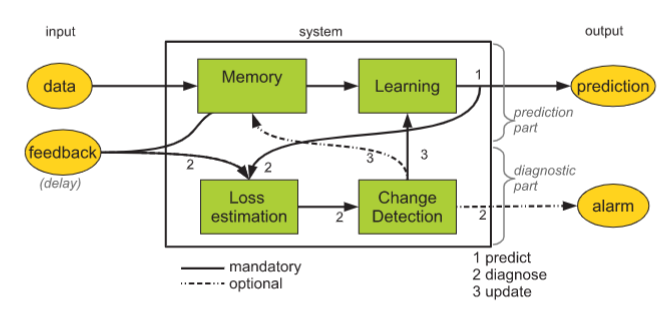 input
system
output
data
Memory
Learning
1
prediction
prediction
part
feedback
(delay)
2
2
3
3
diagnostic
part
Loss
estimation
2
Change
Detection
2
alarm
mandatory
optional
1 predict
2 diagnose
3 update